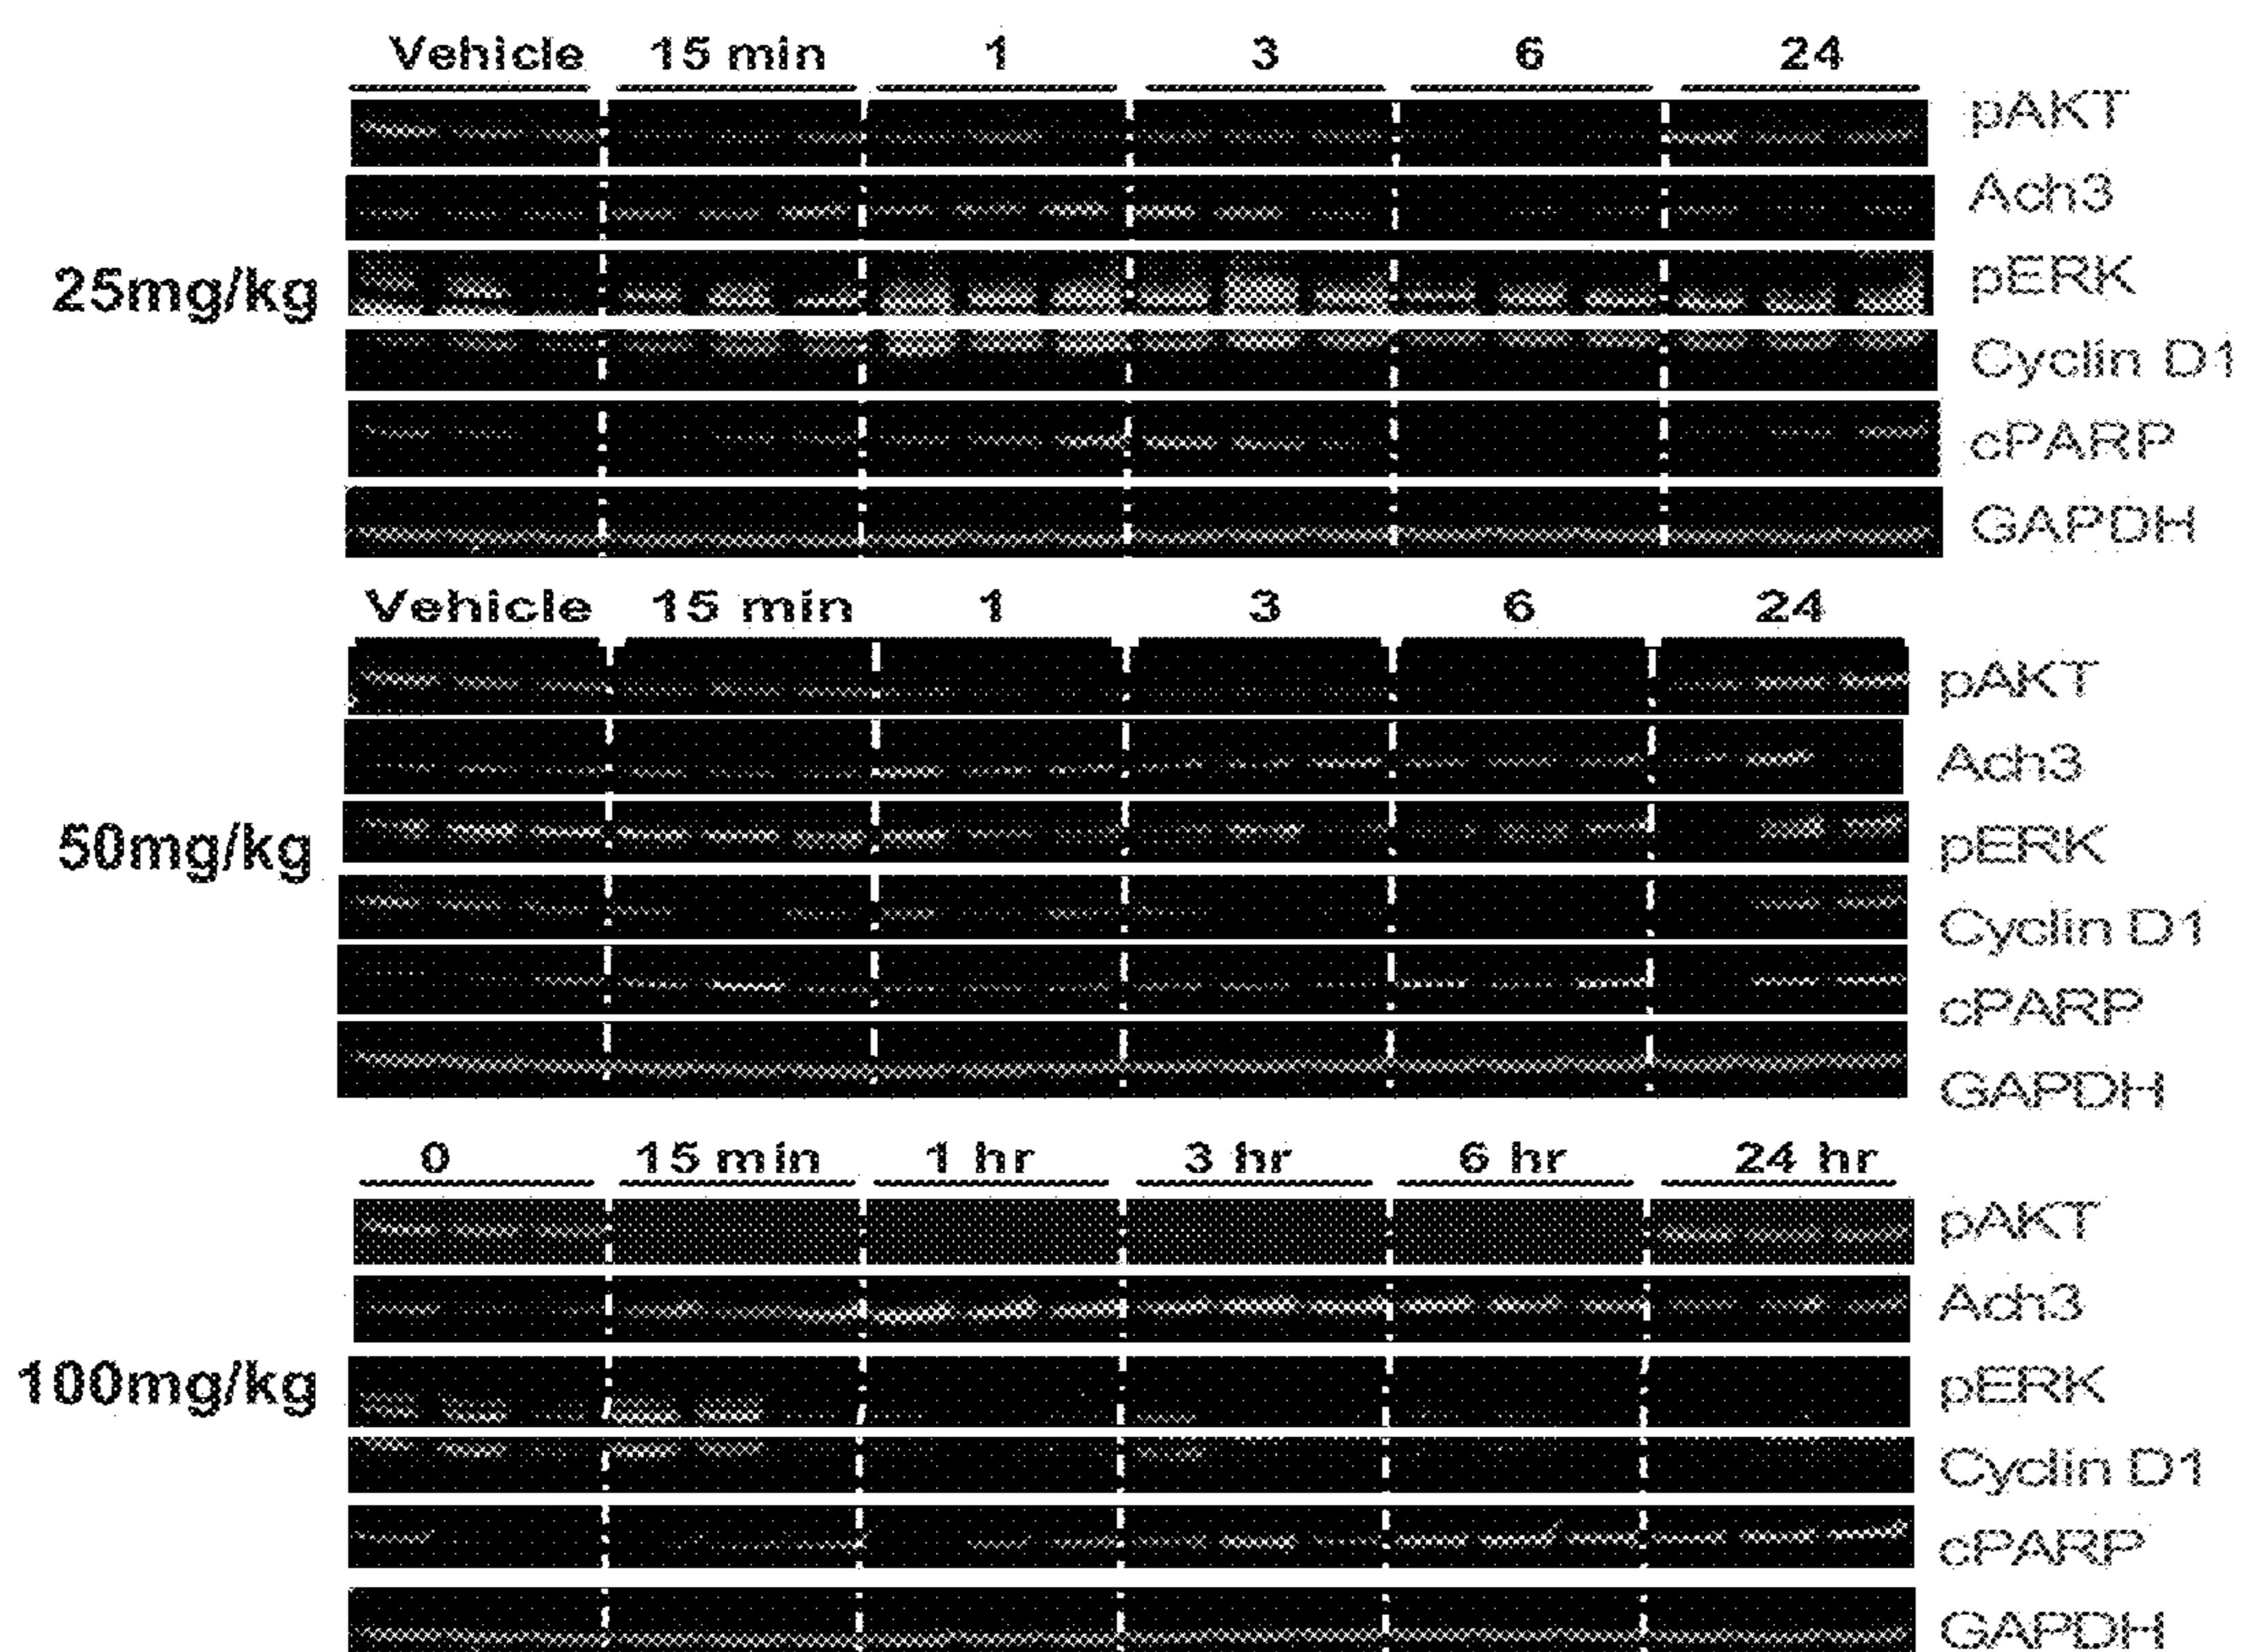 Vehicle 15 min 1 3 6 24
pAKT
Ach3
25mg/kg
pERK
Cyclin D1
cPARP
GAPDH
Vehicle 15 min 1 3 6 24
pAKT
Ach3
50mg/kg
pERK
Cyclin D1
cPARP
GAPDH
0 15 min 1 hr 3 hr 6 hr 24 hr
pAKT
Ach3
100mg/kg
pERK
Cyclin D1
cPARP
GAPDH